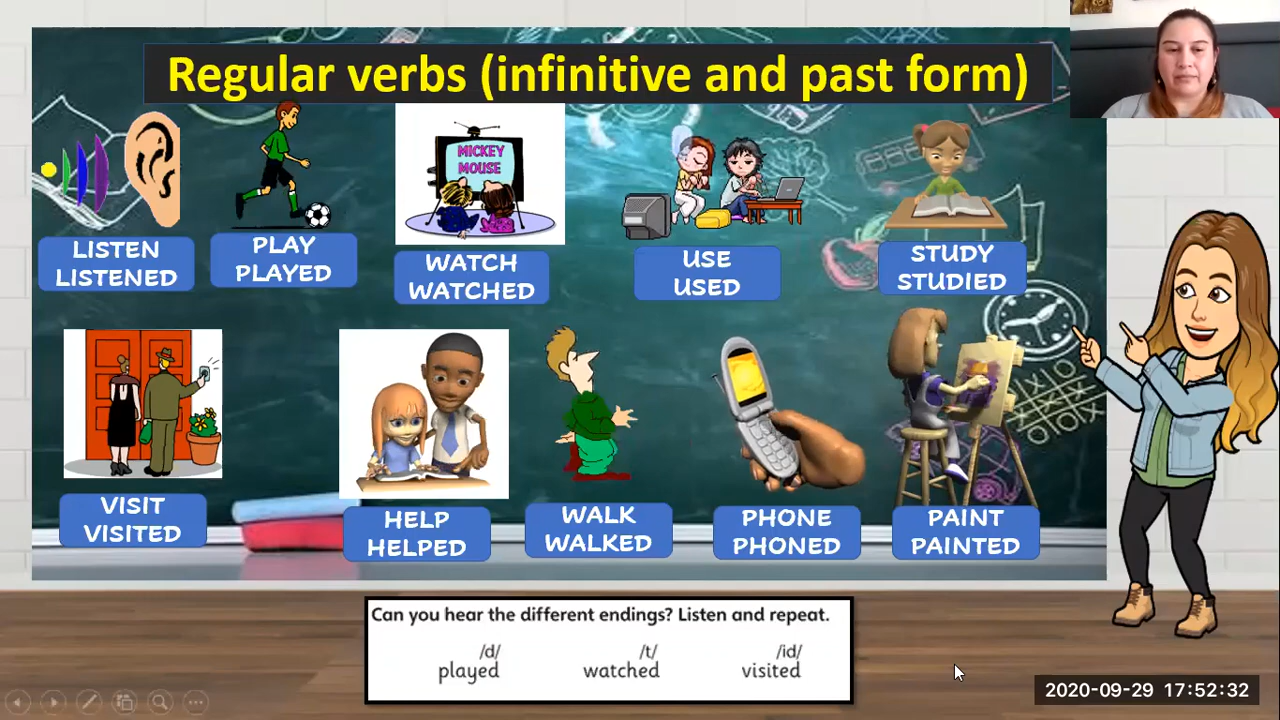 Regular verbs (infinitive and past form)
MICKEY
MOUSE
LISTEN
LISTENED
PLAY
PLAYED
WATCH
WATCHED
USE
USED
STUDY
STUDIED
VISIT
VISITED
HELP
HELPED
WALK
WALKED
PHONE
PHONED
PAINT
PAINTED
Can you hear the different endings? Listen and repeat.
/d/ /t/ /id/
played watched visited
2020-09-29 17:52:32